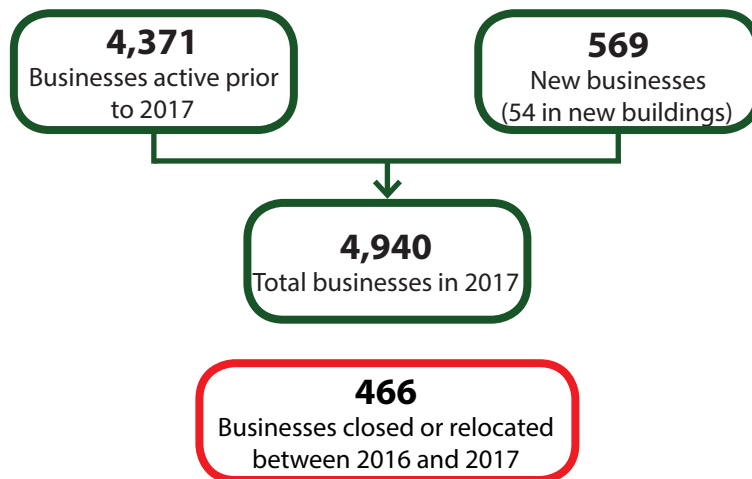 4,371
Businesses active prior
to 2017
569
New businesses
(54 in new buildings)
4,940
Total businesses in 2017
466
Businesses closed or relocated
between 2016 and 2017